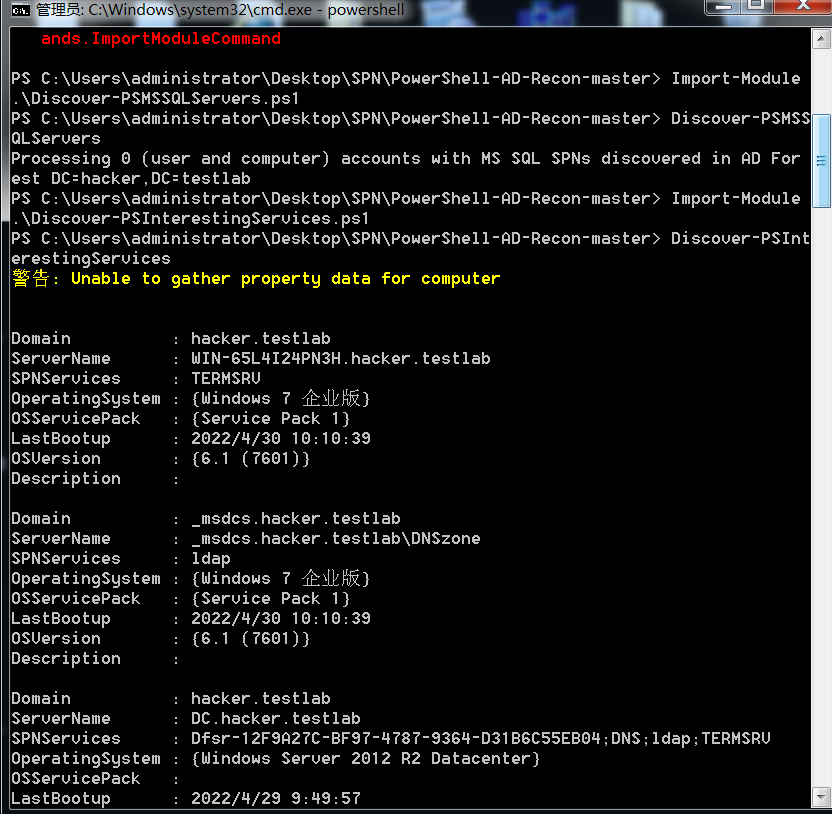 管理员: C:\Windows\system32\cmd.exe - powershell
ands.ImportModuleCommand
PS C:\Users\administrator\Desktop\SPN\PowerShell-AD-Recon-master> Import-Module
.\Discover-PSMSSQLServers.ps1
PS C:\Users\administrator\Desktop\SPN\PowerShell-AD-Recon-master> Discover-PSMSS
QLServers
Processing 0 (user and computer) accounts with MS SQL SPNs discovered in AD For
est DC=hacker,DC=testlab
PS C:\Users\administrator\Desktop\SPN\PowerShell-AD-Recon-master> Import-Module
.\Discover-PSInterestingServices.ps1
PS C:\Users\administrator\Desktop\SPN\PowerShell-AD-Recon-master> Discover-PSInt
erestingServices
警告: Unable to gather property data for computer
Domain : hacker.testlab
ServerName : WIN-65L4I24PN3H.hacker.testlab
SPNServices : TERMSRV
OperatingSystem : {Windows 7 企业版}
OSServicePack : {Service Pack 1}
LastBootup : 2022/4/30 10:10:39
OSVersion : {6.1 (7601)}
Description :
Domain : _msdcs.hacker.testlab
ServerName : _msdcs.hacker.testlab\DNSzone
SPNServices : ldap
OperatingSystem : {Windows 7 企业版}
OSServicePack : {Service Pack 1}
LastBootup : 2022/4/30 10:10:39
OSVersion : {6.1 (7601)}
Description :
Domain : hacker.testlab
ServerName : DC.hacker.testlab
SPNServices : Dfsr-12F9A27C-BF97-4787-9364-D31B6C55EB04;DNS;ldap;TERMSRV
OperatingSystem : {Windows Server 2012 R2 Datacenter}
OSServicePack :
LastBootup : 2022/4/29 9:49:57